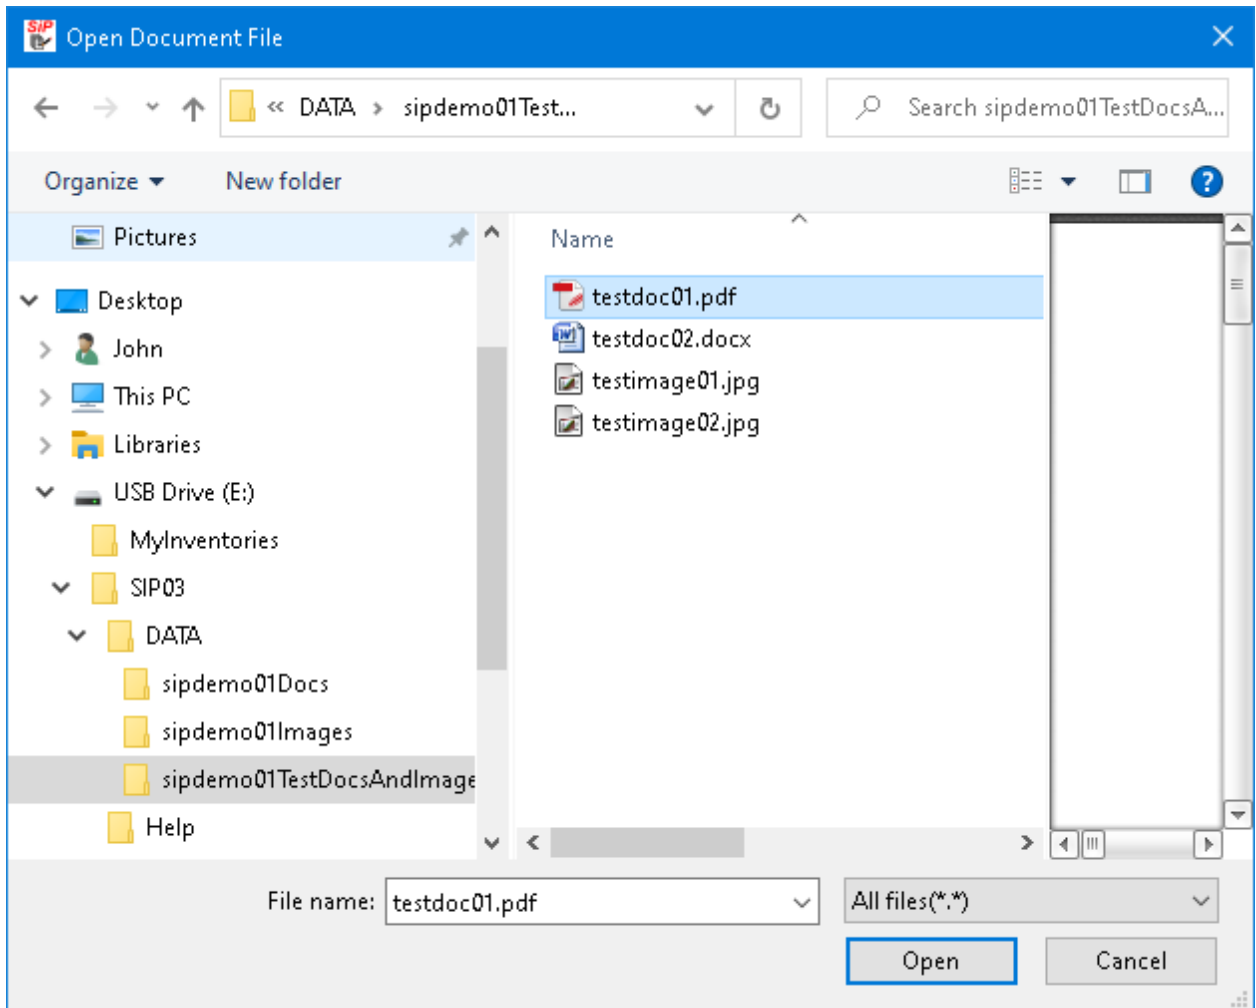 SIP Open Document File
« DATA > sipdemo01Test...
Search sipdemo01TestDocsA...
Organize New folder
?
Pictures
Desktop
John
This PC
Libraries
USB Drive (E:)
MyInventories
SIP03
DATA
sipdemo01Docs
sipdemo01Images
sipdemo01TestDocsAndImage
Help
Name
testdoc01.pdf
testdoc02.docx
testimage01.jpg
testimage02.jpg
File name: testdoc01.pdf All files(*.*)
Open Cancel